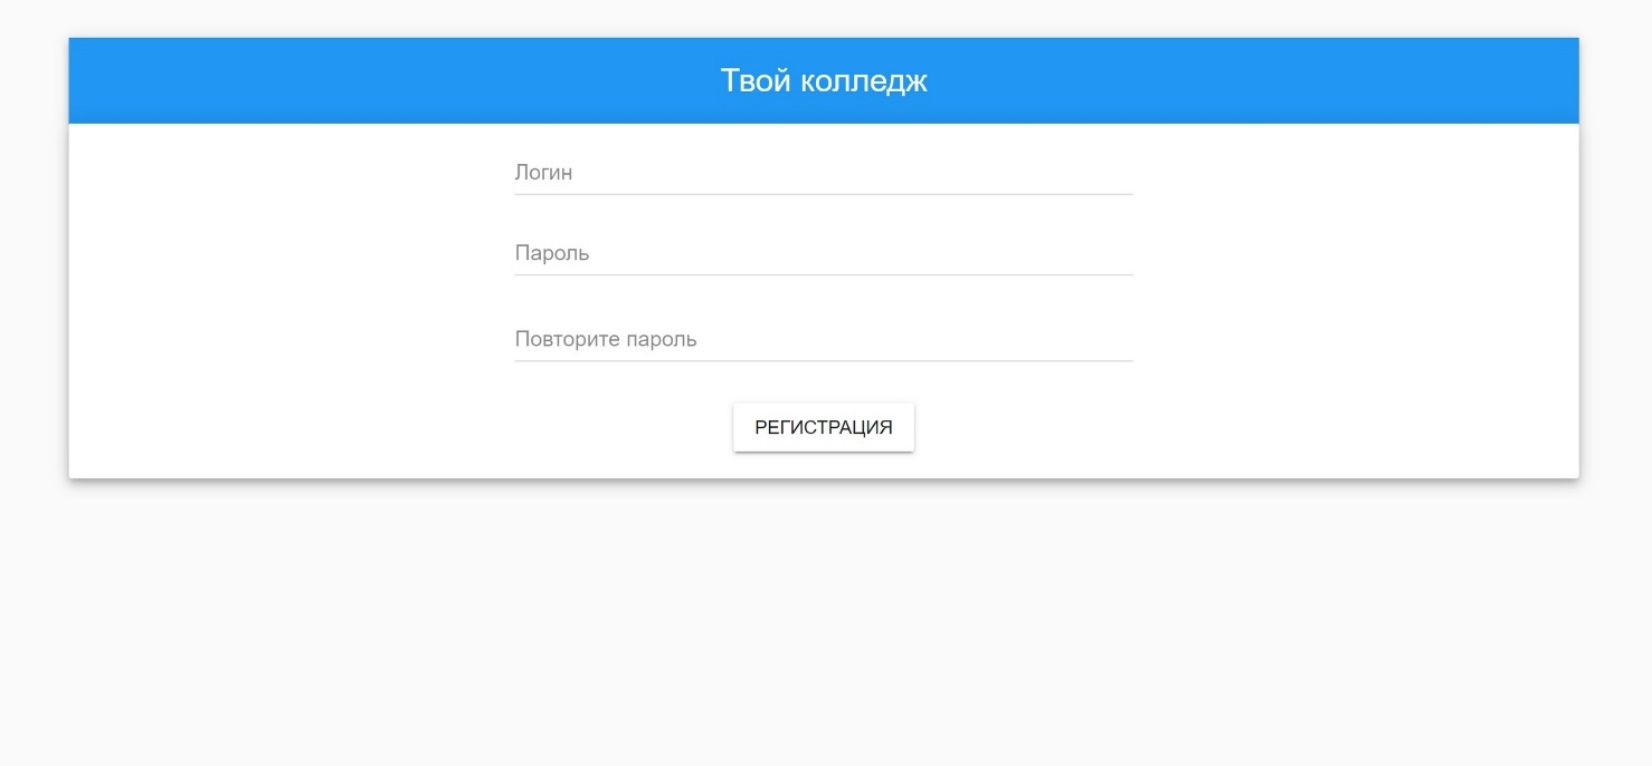 Твой колледж
Логин
Пароль
Повторите пароль
РЕГИСТРАЦИЯ